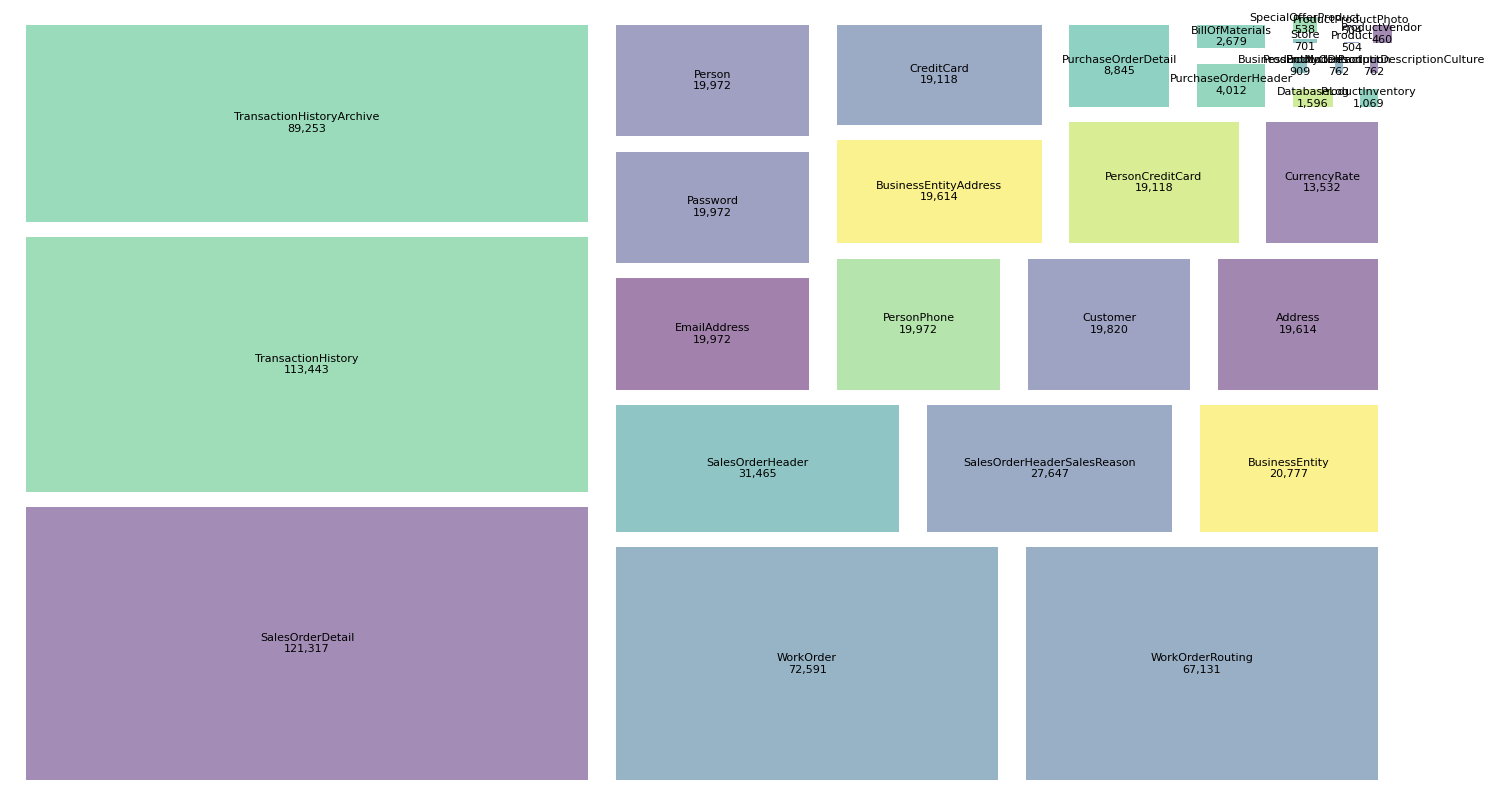 TransactionHistoryArchive
89,253
TransactionHistory
113,443
SalesOrderDetail
121,317
Person
19,972
Password
19,972
EmailAddress
19,972
CreditCard
19,118
BusinessEntityAddress
19,614
PersonPhone
19,972
Customer
19,820
Address
19,614
SalesOrderHeader
31,465
SalesOrderHeaderSalesReason
27,647
BusinessEntity
20,777
WorkOrder
72,591
WorkOrderRouting
67,131
PurchaseOrderDetail
8,845
PersonCreditCard
19,118
CurrencyRate
13,532
BillOfMaterials
2,679
PurchaseOrderHeader
4,012
SpecialOfferProduct
538
Store
701
ProductProductPhoto
Product
504
ProductVendor
460
909
762
762
DatabaseLog
1,596
ProductInventory
1,069